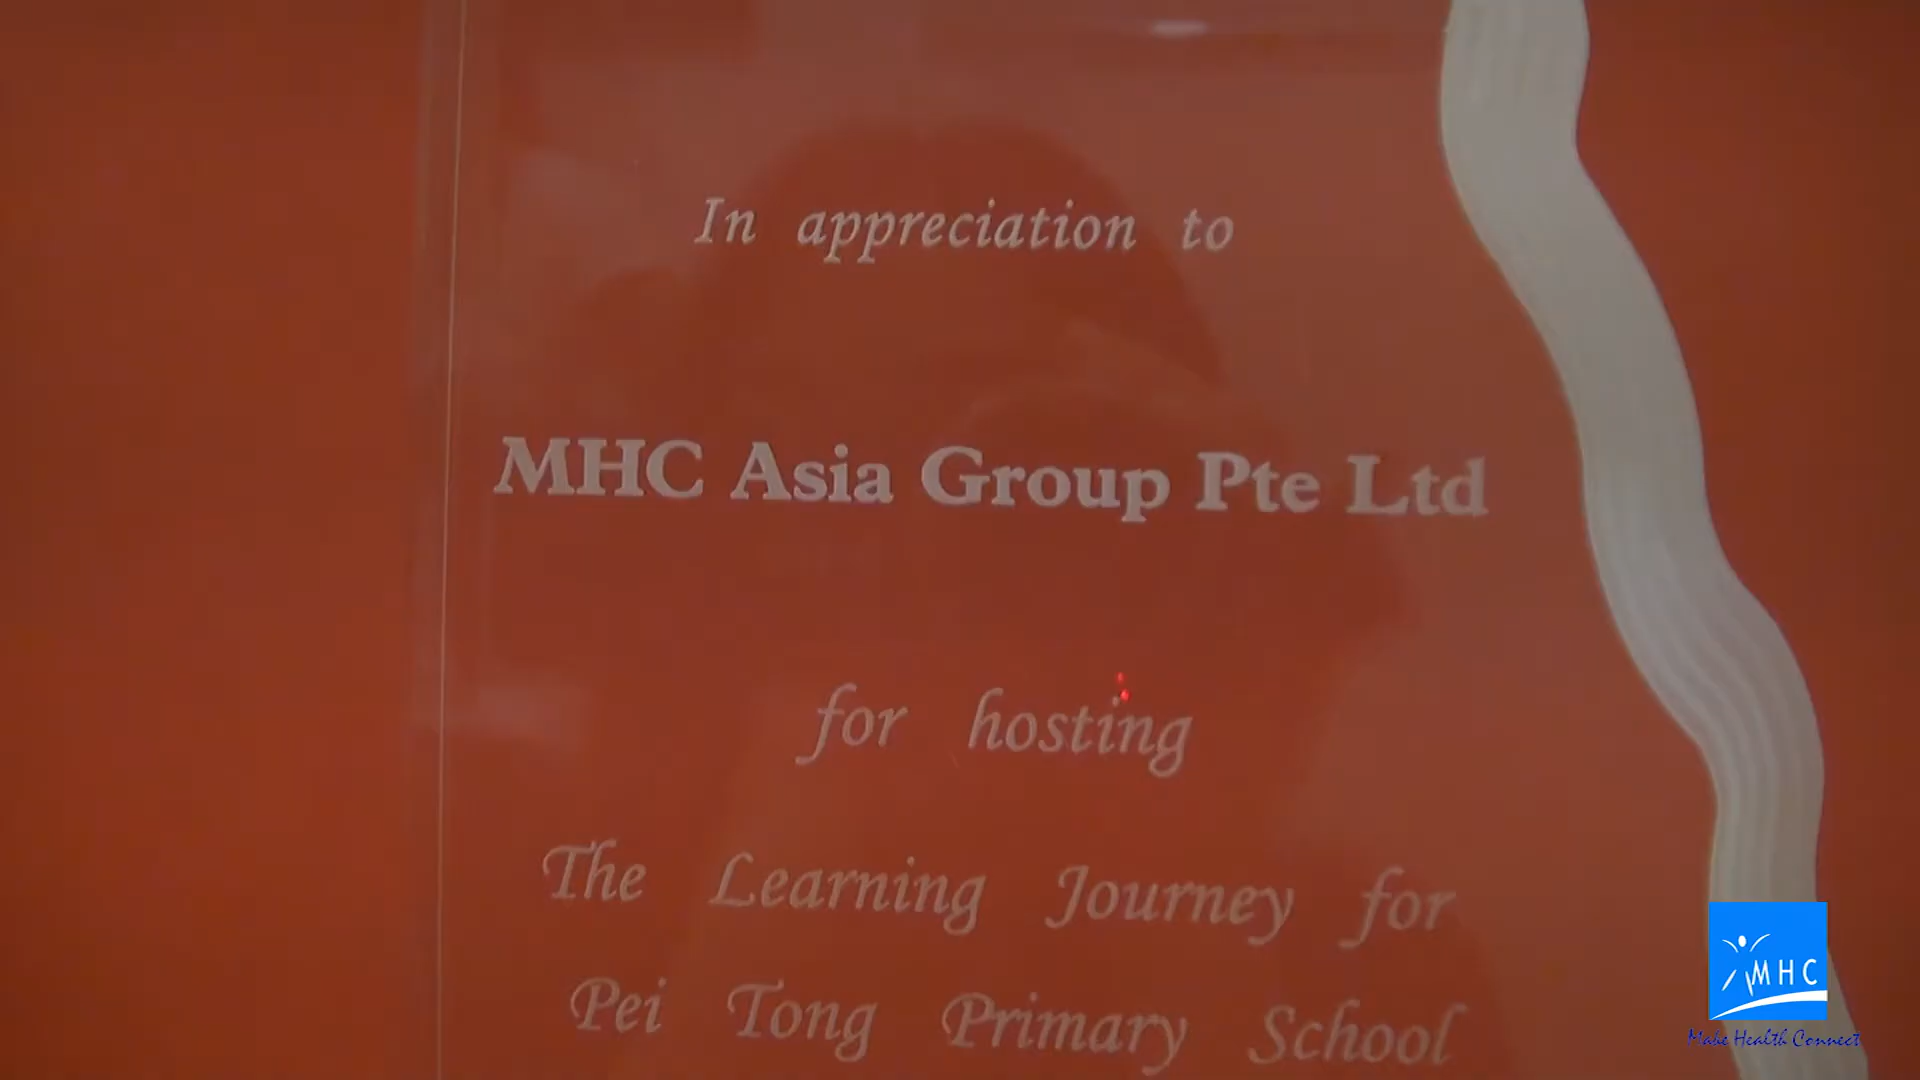 In appreciation to
MHC Asia Group Pte Ltd
for hosting
The Learning Journey for
Pei Tong Primary School
MHC
Make Health Connect